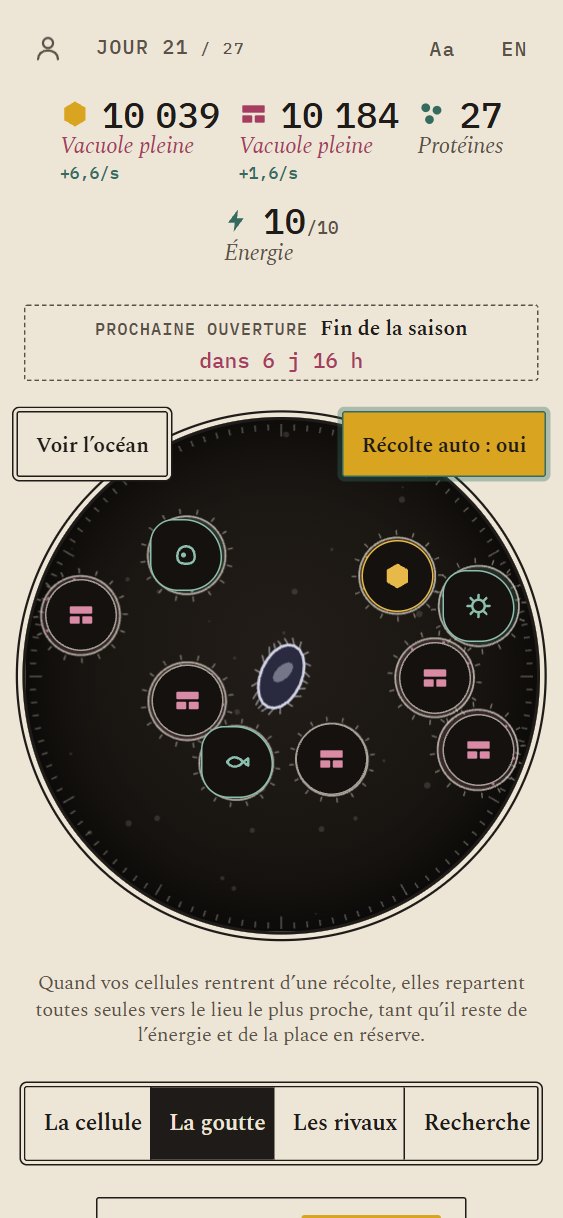 JOUR 21 / 27
Aa EN
10 039 10 184 27
Vacuole pleine Vacuole pleine Protéines
+6,6/s +1,6/s
10/10
Énergie
PROCHAINE OUVERTURE Fin de la saison
dans 6 j 16 h
Voir l’océan Récolte auto : oui
Quand vos cellules rentrent d’une récolte, elles repartent
toutes seules vers le lieu le plus proche, tant qu’il reste de
l’énergie et de la place en réserve.
La cellule La goutte Les rivaux Recherche